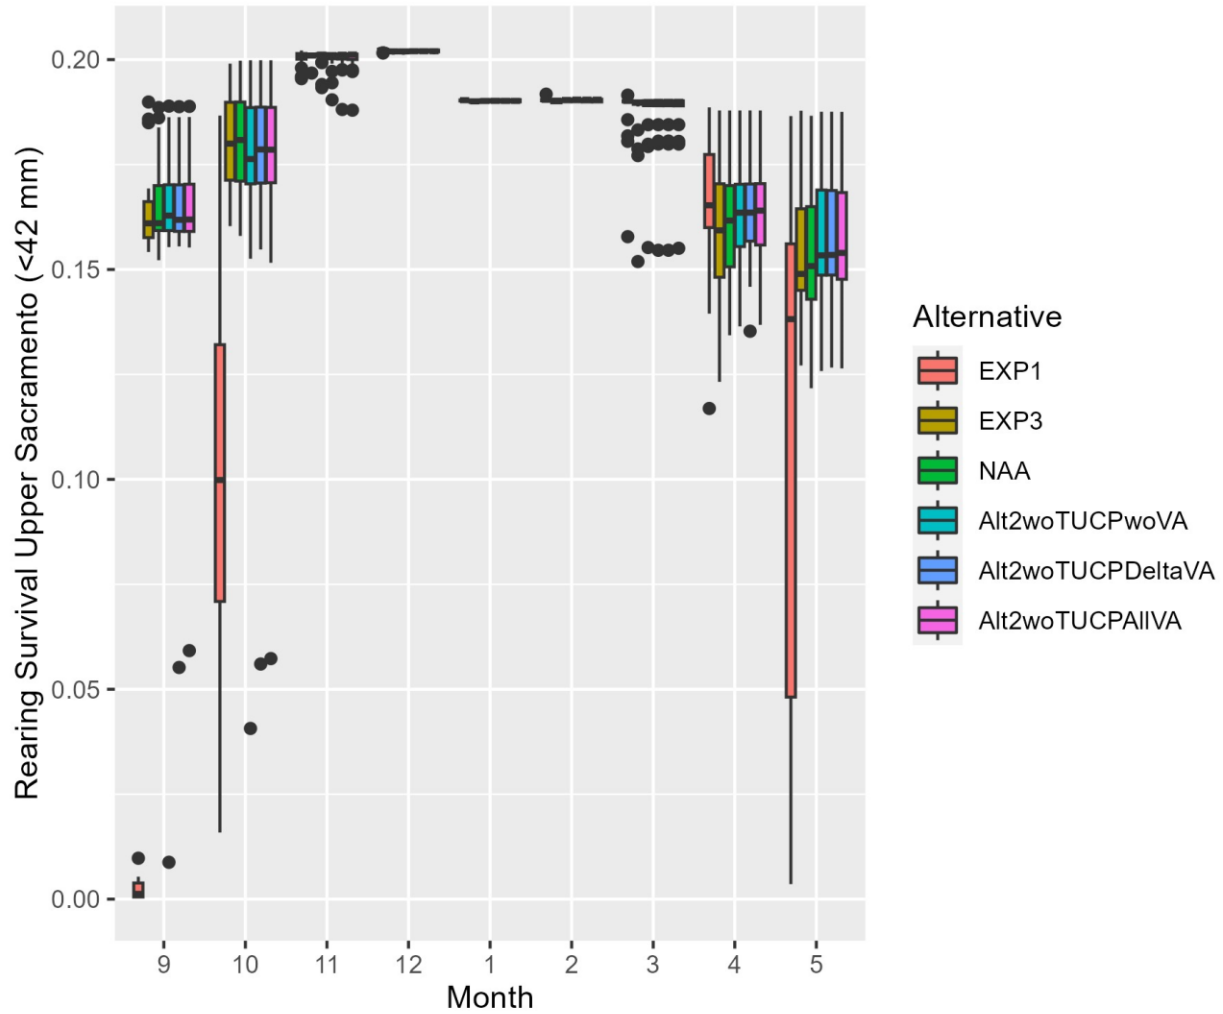 Rearing Survival Upper Sacramento (<42 mm)
0.20
0.15
0.10
0.05
0.00
9 10 11 12 1 2 3 4 5
Month
Alternative
EXP1
EXP3
NAA
Alt2woTUCPwoVA
Alt2woTUCPDeltaVA
Alt2woTUCPAllVA